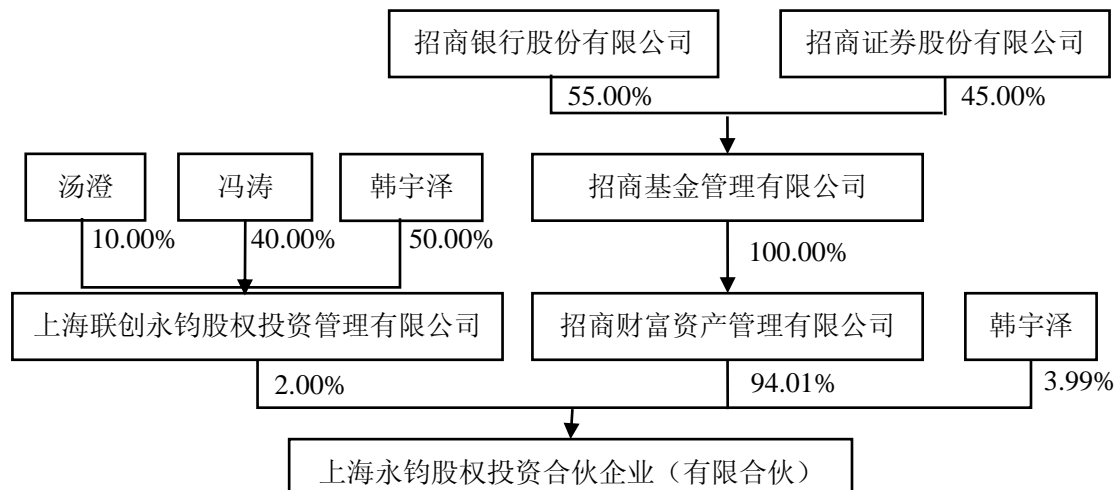 招商银行股份有限公司
招商证券股份有限公司
55.00%
45.00%
汤澄
冯涛
韩宇泽
招商基金管理有限公司
10.00%
40.00%
50.00%
100.00%
上海联创永钧股权投资管理有限公司
招商财富资产管理有限公司
韩宇泽
2.00%
94.01%
3.99%
上海永钧股权投资合伙企业（有限合伙）